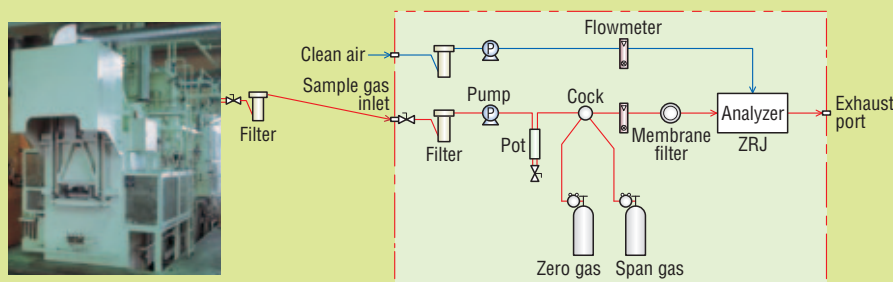 Flowmeter
Clean air
P
Sample gas
inlet
Pump
Cock
P
Analyzer
Exhaust
port
Filter
Filter
Pot
Membrane
filter
ZRJ
Zero gas
Span gas